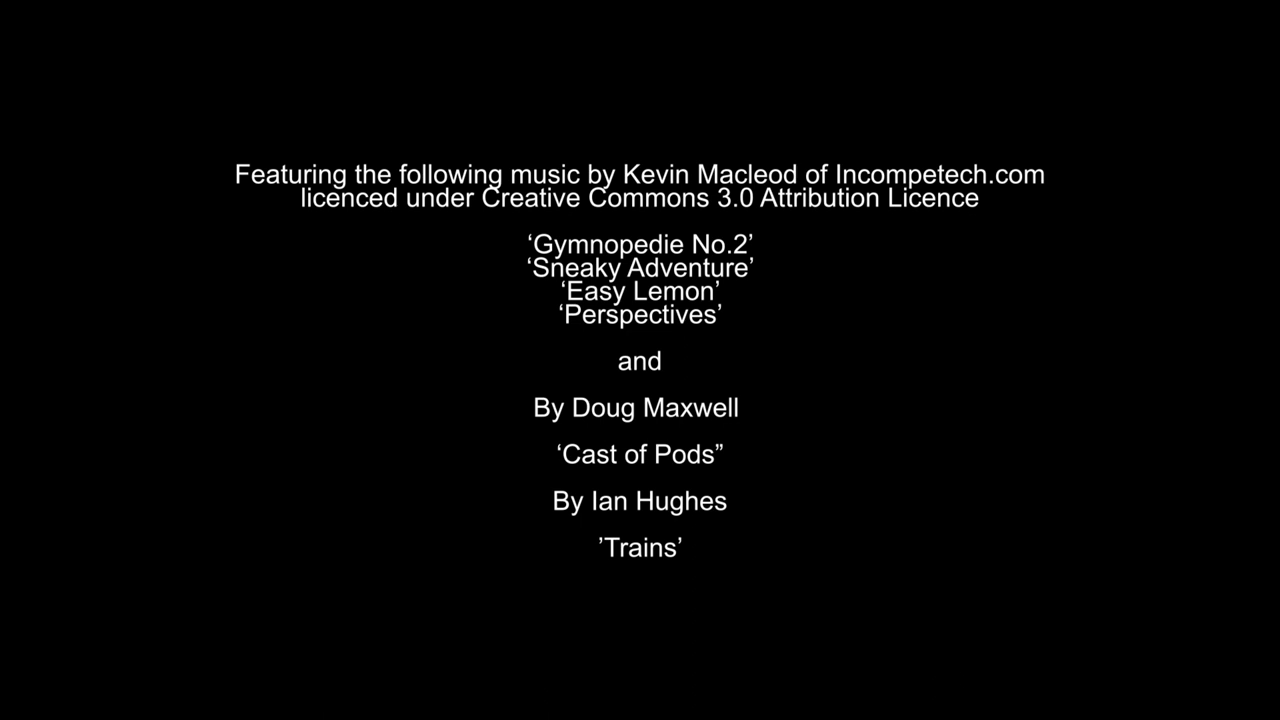 Featuring the following music by Kevin Macleod of Incompetech.com
licenced under Creative Commons 3.0 Attribution Licence
‘Gymnopedie No.2’
‘Sneaky Adventure’
‘Easy Lemon’
‘Perspectives’
and
By Doug Maxwell
‘Cast of Pods”
By Ian Hughes
’Trains’